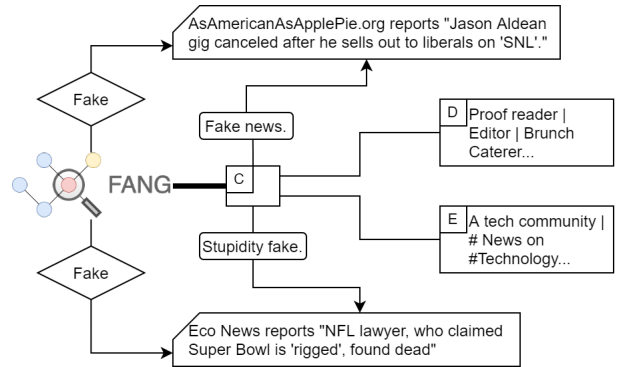 AsAmericanAsApplePie.org reports "Jason Aldean
gig canceled after he sells out to liberals on 'SNL'."
Fake
Fake news.
D
Proof reader |
Editor | Brunch
Caterer...
FANG
C
E
A tech community |
# News on
#Technology...
Stupidity fake.
Fake
Eco News reports "NFL lawyer, who claimed
Super Bowl is 'rigged', found dead"